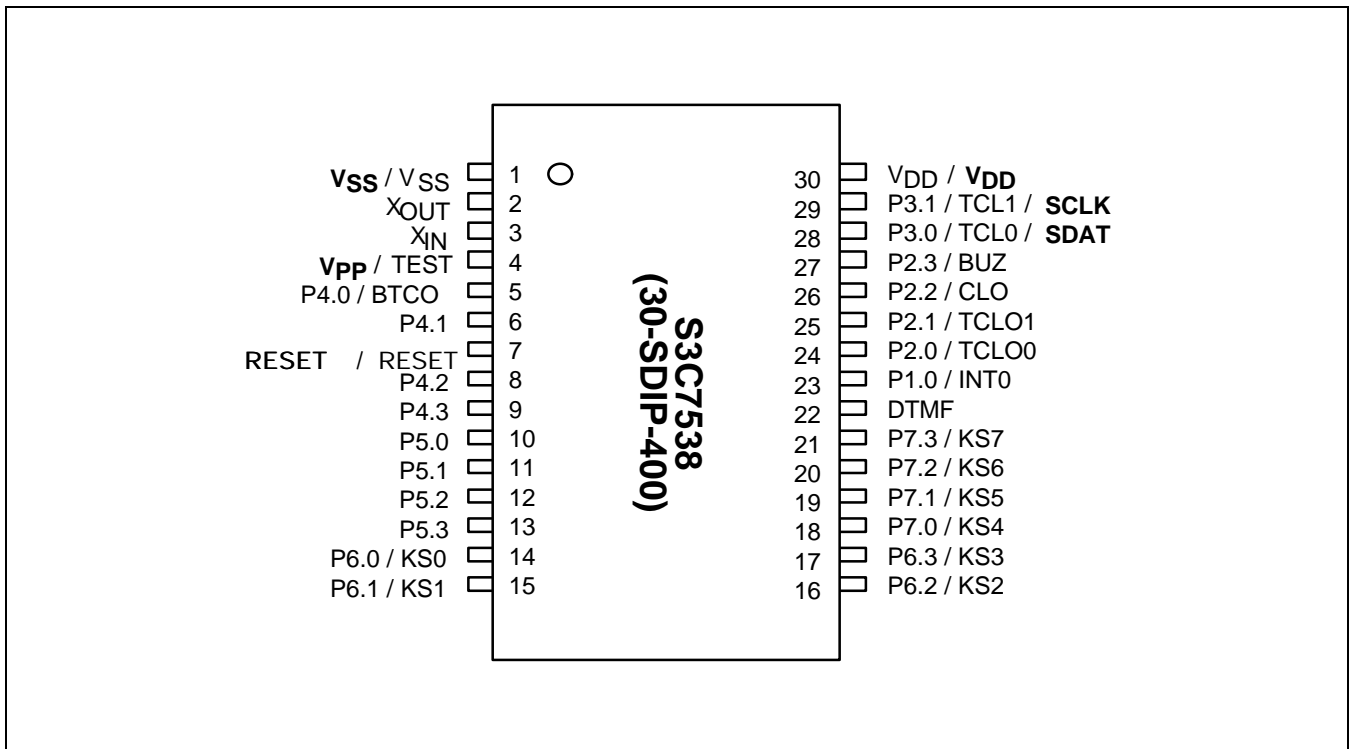 VSS / VSS
XOUT
XIN
VPP / TEST
P4.0 / BTCO
P4.1
RESET / RESET
P4.2
P4.3
P5.0
P5.1
P5.2
P5.3
P6.0 / KS0
P6.1 / KS1
1
2
3
4
5
6
7
8
9
10
11
12
13
14
15
S3C7538
(30-SDIP-400)
30
29
28
27
26
25
24
23
22
21
20
19
18
17
16
VDD / VDD
P3.1 / TCL1 / SCLK
P3.0 / TCL0 / SDAT
P2.3 / BUZ
P2.2 / CLO
P2.1 / TCLO1
P2.0 / TCLO0
P1.0 / INT0
DTMF
P7.3 / KS7
P7.2 / KS6
P7.1 / KS5
P7.0 / KS4
P6.3 / KS3
P6.2 / KS2